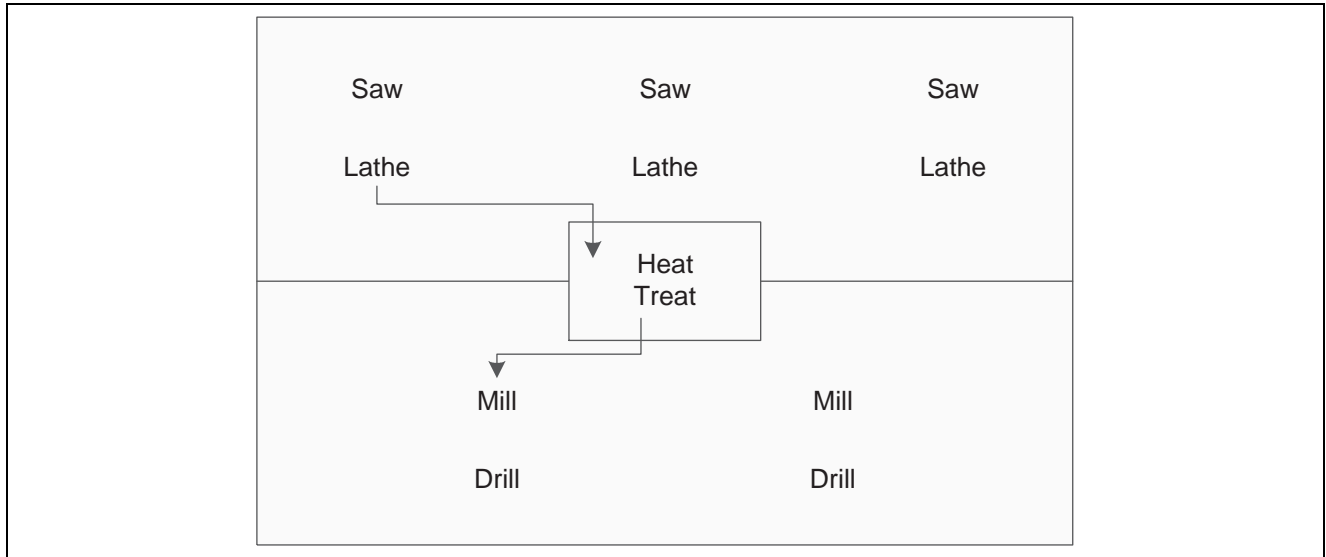 Saw Saw Saw
Lathe Lathe Lathe
Heat
Treat
Mill Mill
Drill Drill